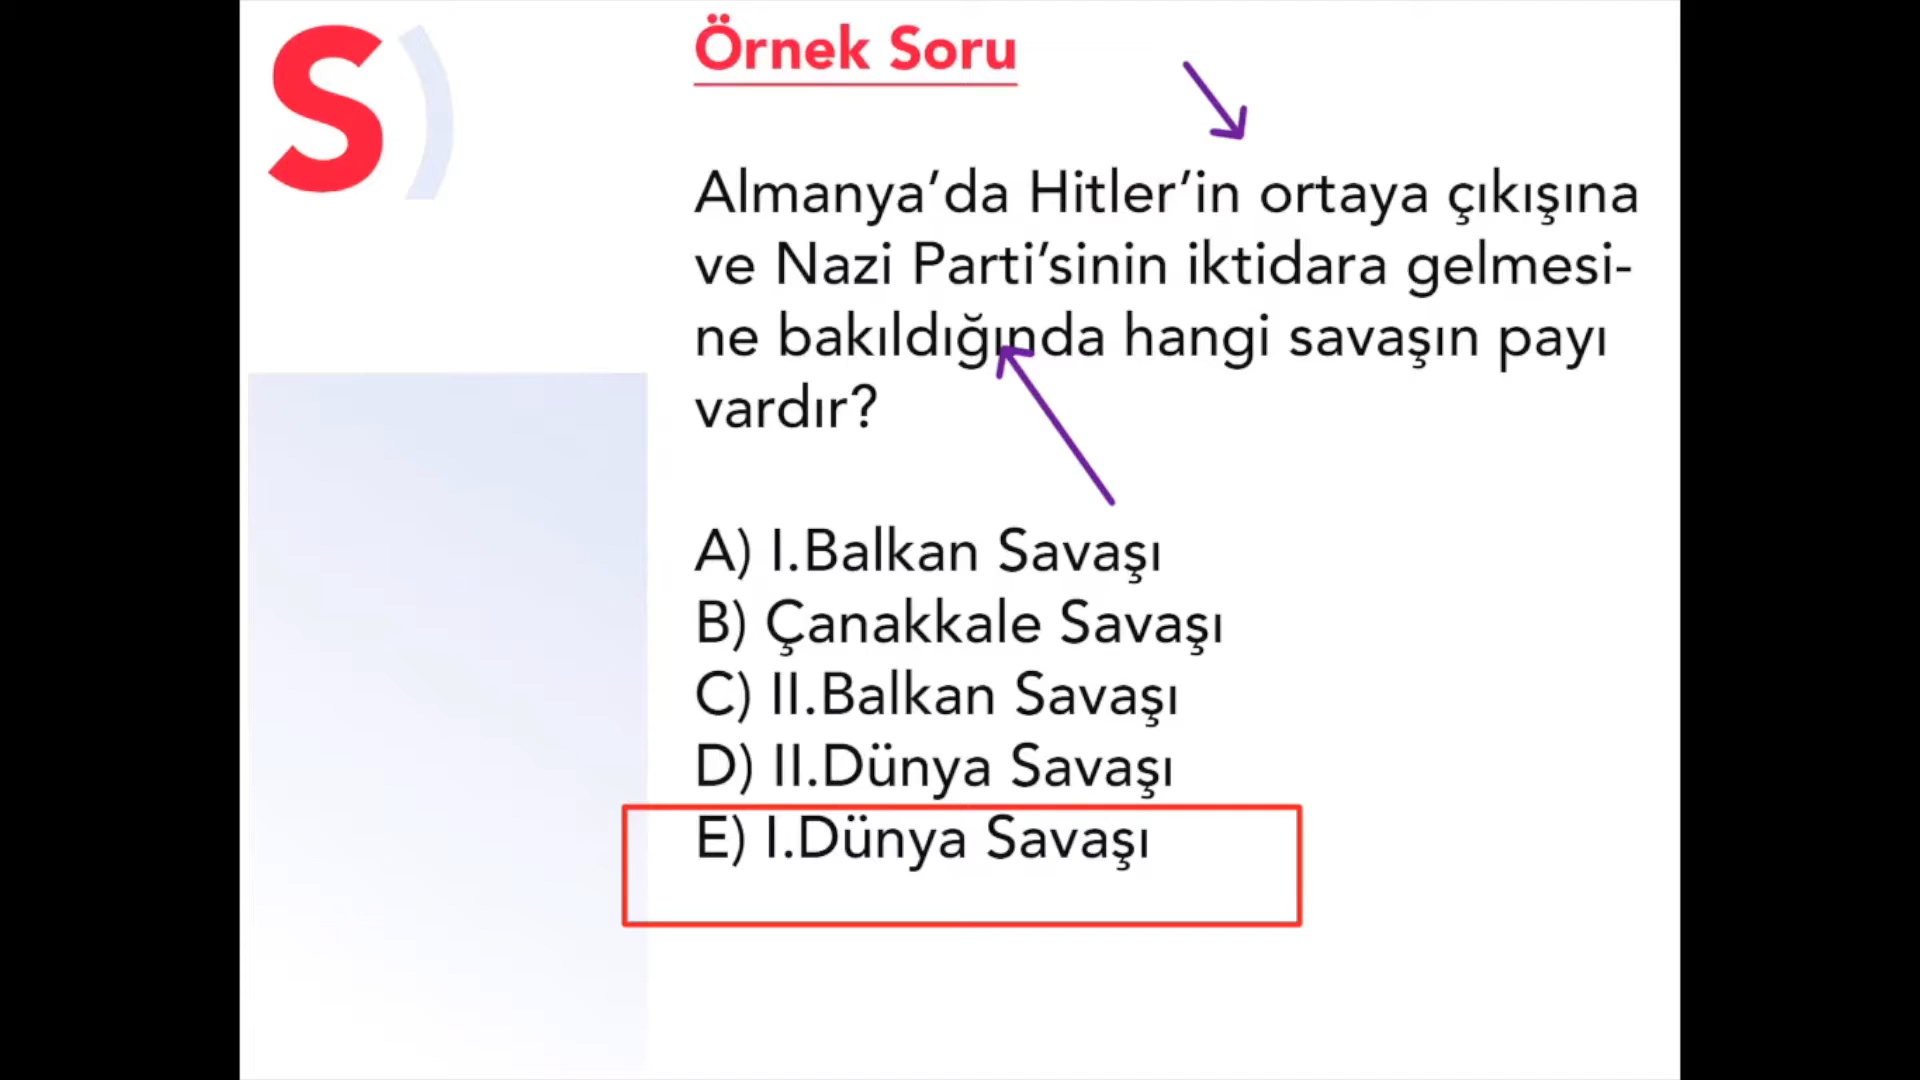 S)
Örnek Soru
Almanya’da Hitler’in ortaya çıkışına
ve Nazi Parti’sinin iktidara gelmesi-
ne bakıldığında hangi savaşın payı
vardır?
A) I.Balkan Savaşı
B) Çanakkale Savaşı
C) II.Balkan Savaşı
D) II.Dünya Savaşı
E) I.Dünya Savaşı